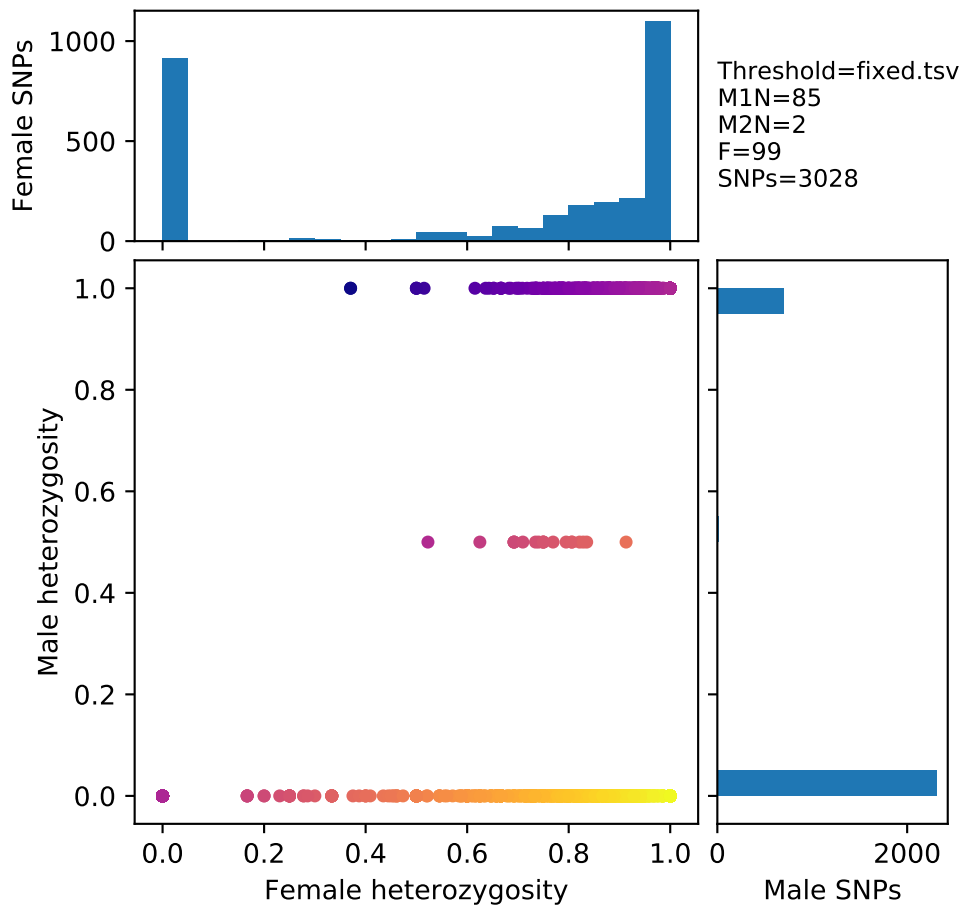 1000
500
0
Female SNPs
Threshold=fixed.tsv
M1N=85
M2N=2
F=99
SNPs=3028
1.0
0.8
0.6
0.4
0.2
0.0
Male heterozygosity
0.0 0.2 0.4 0.6 0.8 1.0
Female heterozygosity
0 2000
Male SNPs